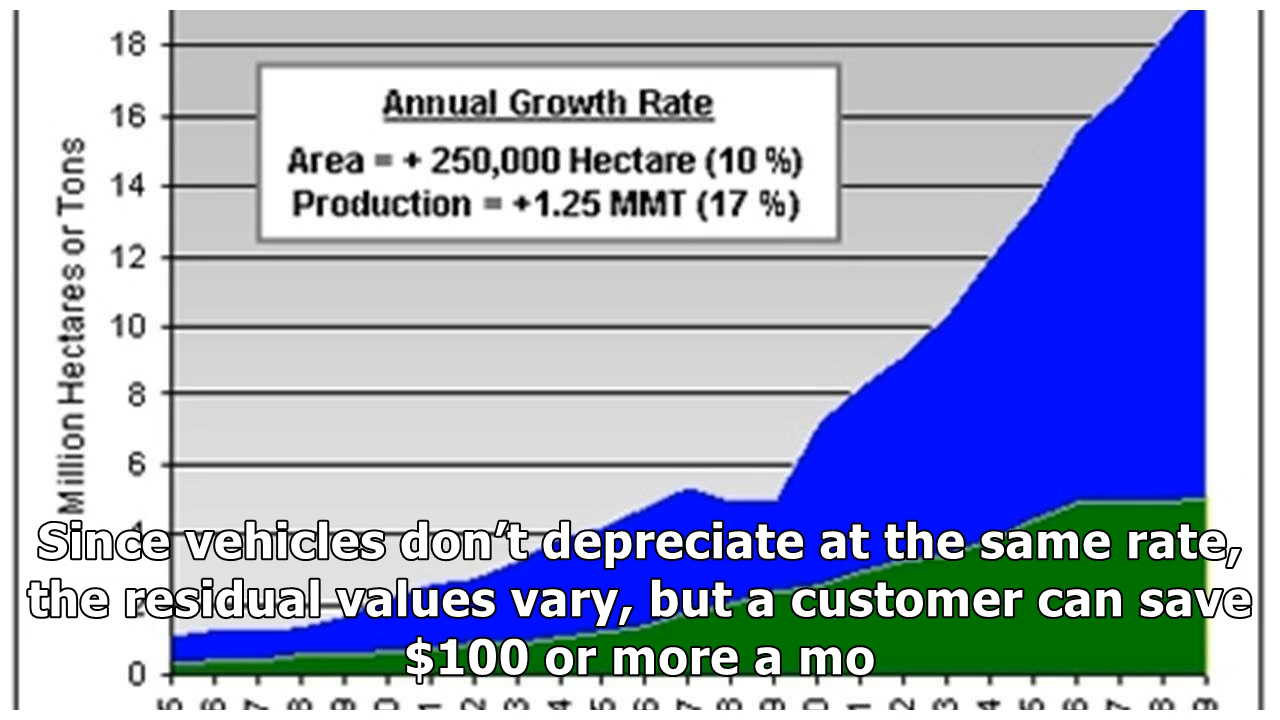 18
Annual Growth Rate
16
Area = + 250,000 Hectare (10 %)
14
Production = +1.25 MMT (17 %)
12
10
8
6
Million Hectares or Tons
Since vehicles don’t depreciate at the same rate,
the residual values vary, but a customer can save
$100 or more a mo
0